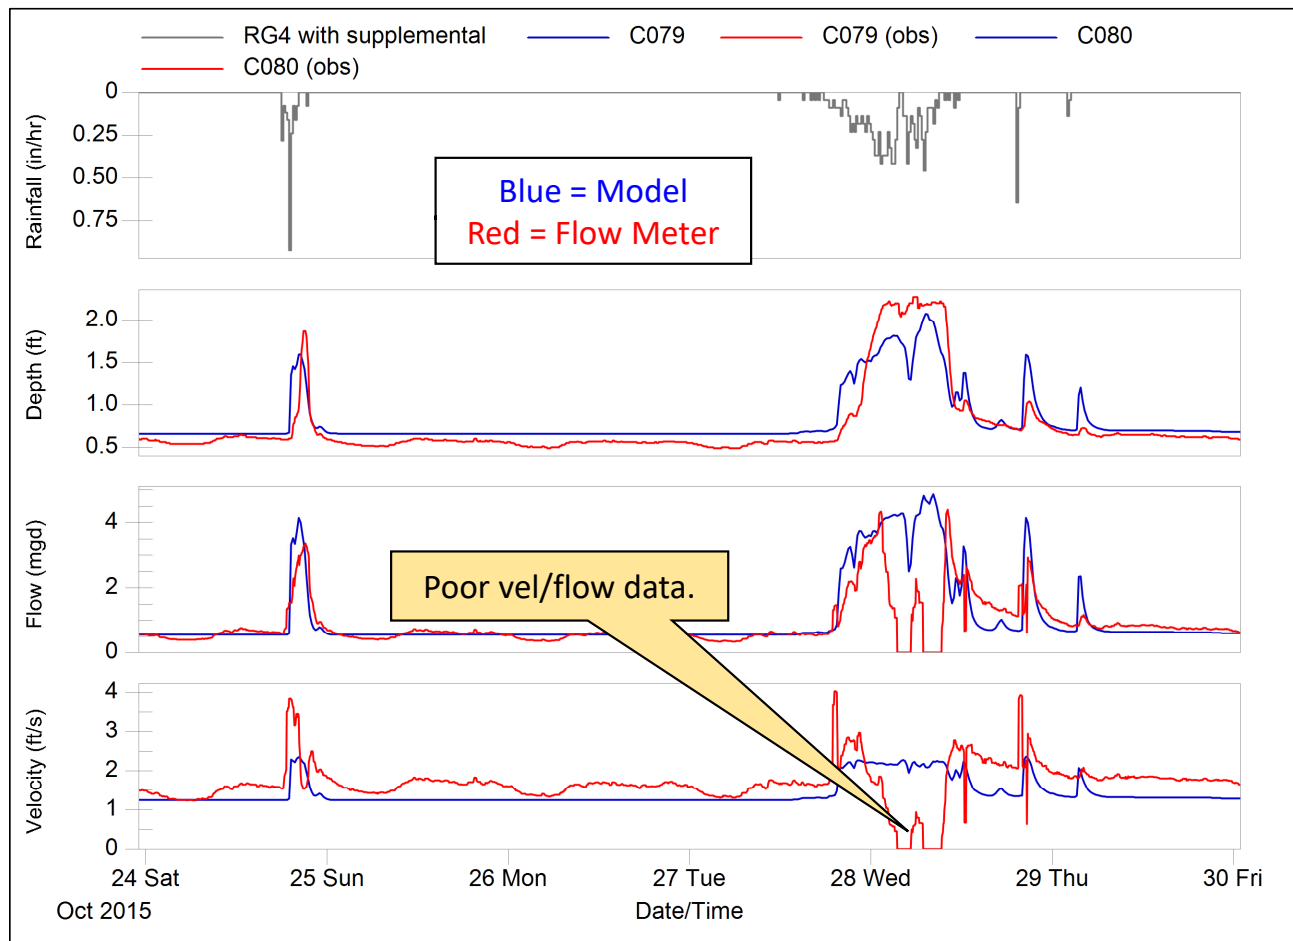 RG4 with supplemental C079 C079 (obs) C080
C080 (obs)
0
0.25
0.50
0.75
Rainfall (in/hr)
Blue = Model
Red = Flow Meter
2.0
1.5
1.0
0.5
Depth (ft)
4
2
0
Flow (mgd)
Poor vel/flow data.
4
3
2
1
0
Velocity (ft/s)
24 Sat 25 Sun 26 Mon 27 Tue 28 Wed 29 Thu 30 Fri
Oct 2015 Date/Time